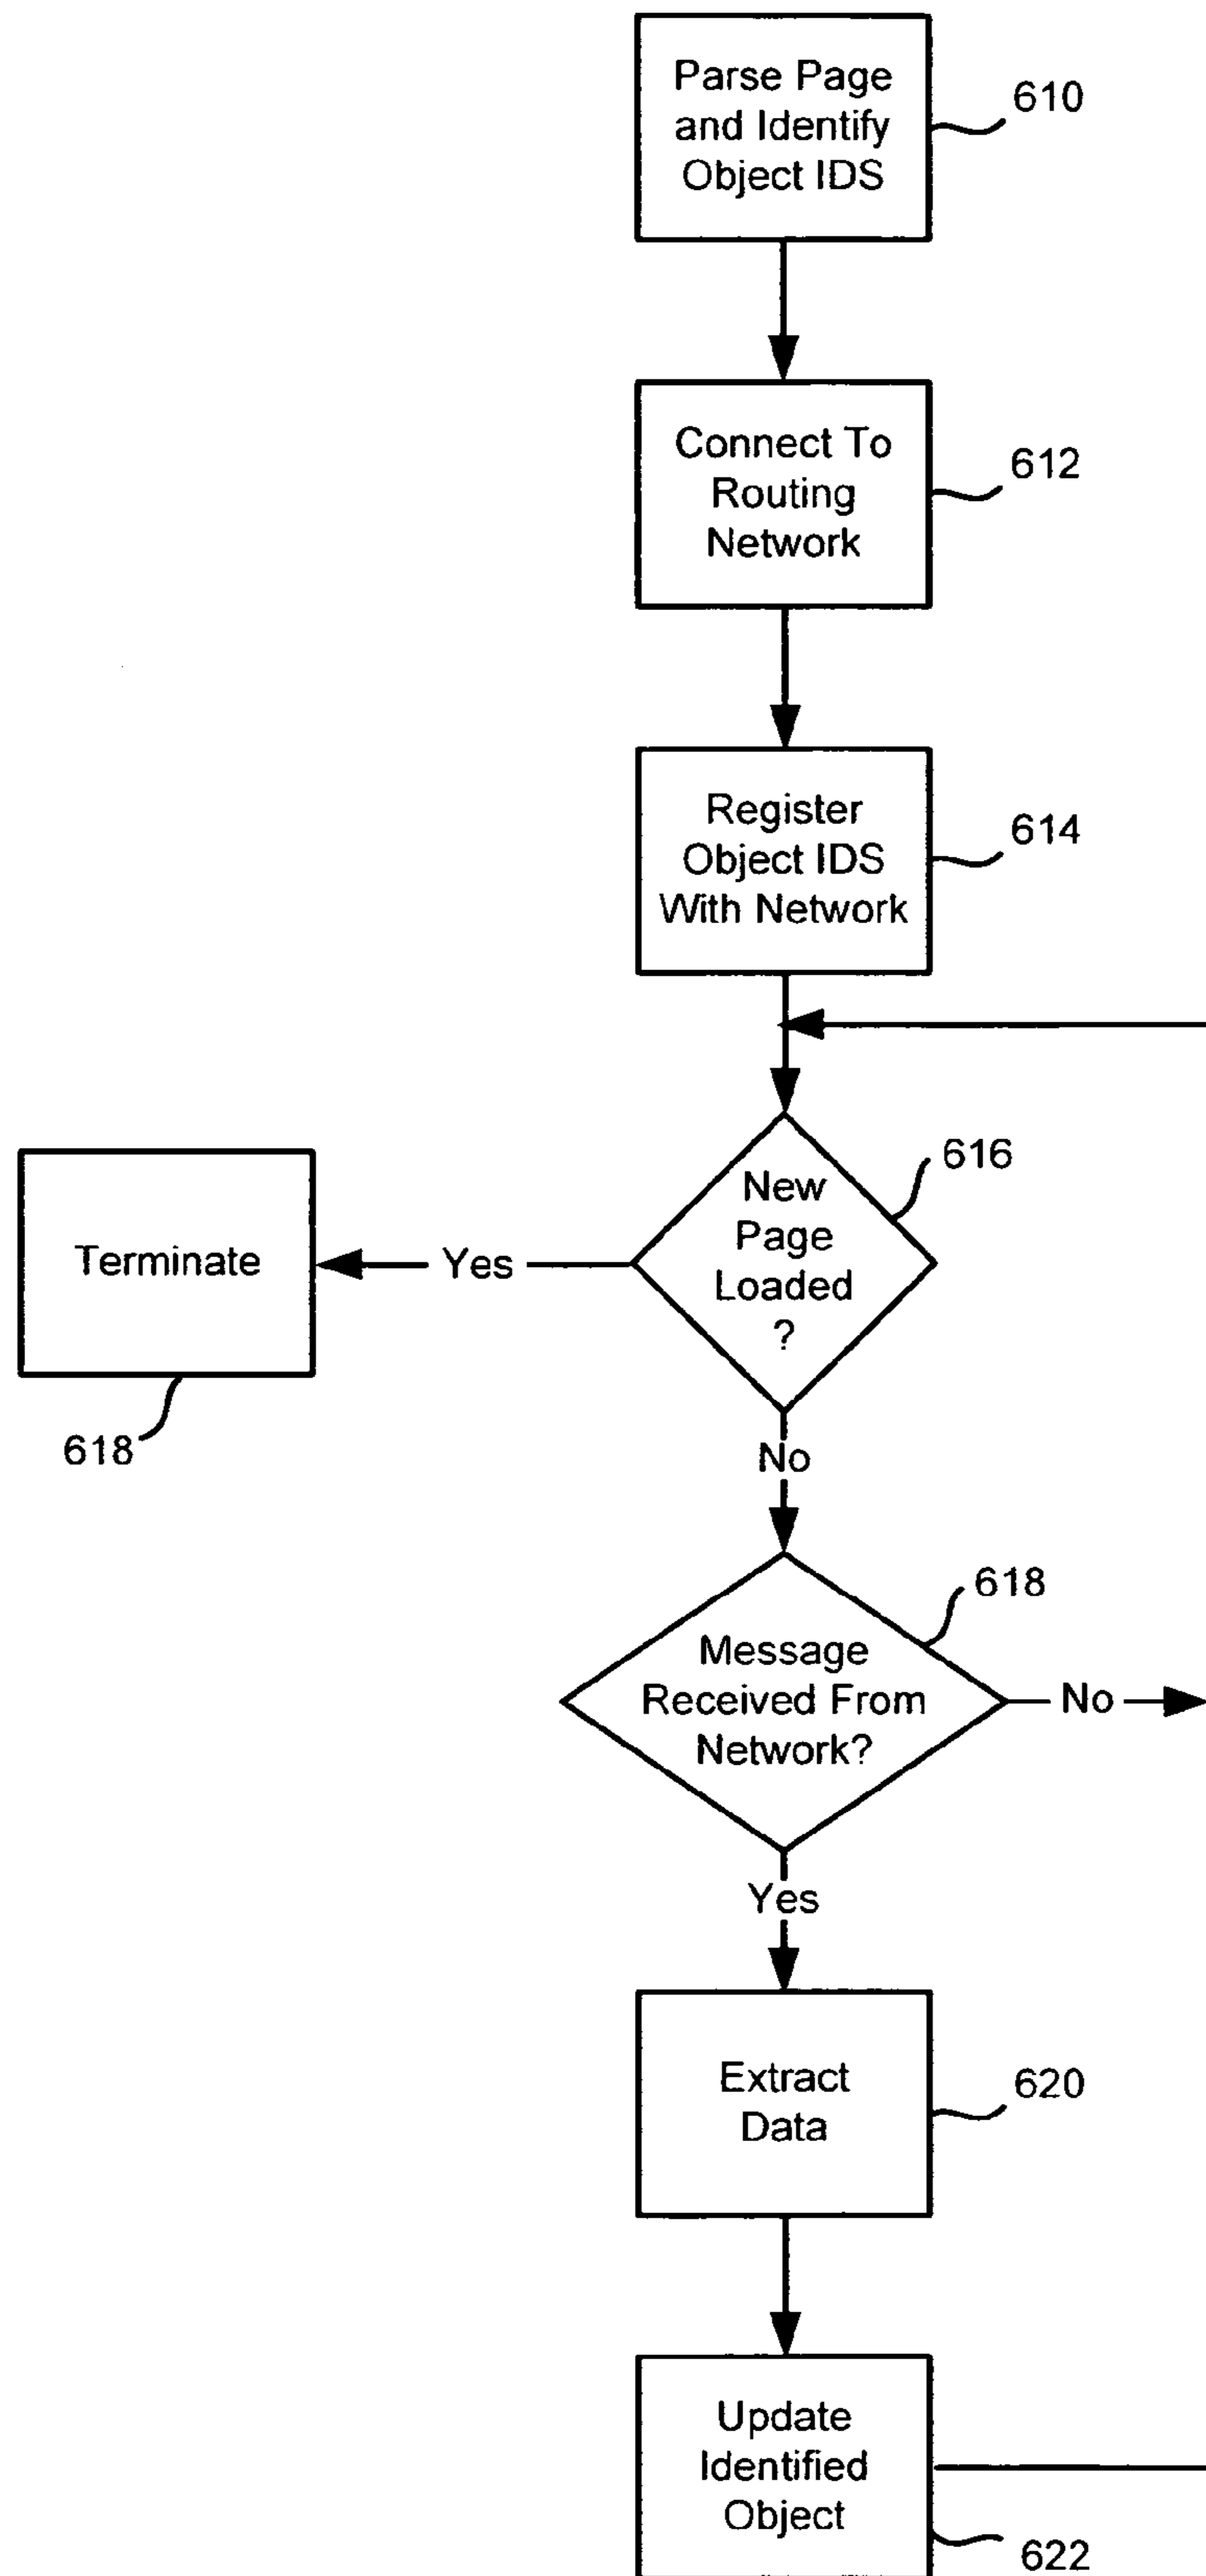 Parse Page
and Identify
Object IDS
610
Connect To
Routing
Network
612
Register
Object IDS
With Network
614
New
Page
Loaded
?
616
Yes
Terminate
618
No
Message
Received From
Network?
618
No
Yes
Extract
Data
620
Update
Identified
Object
622